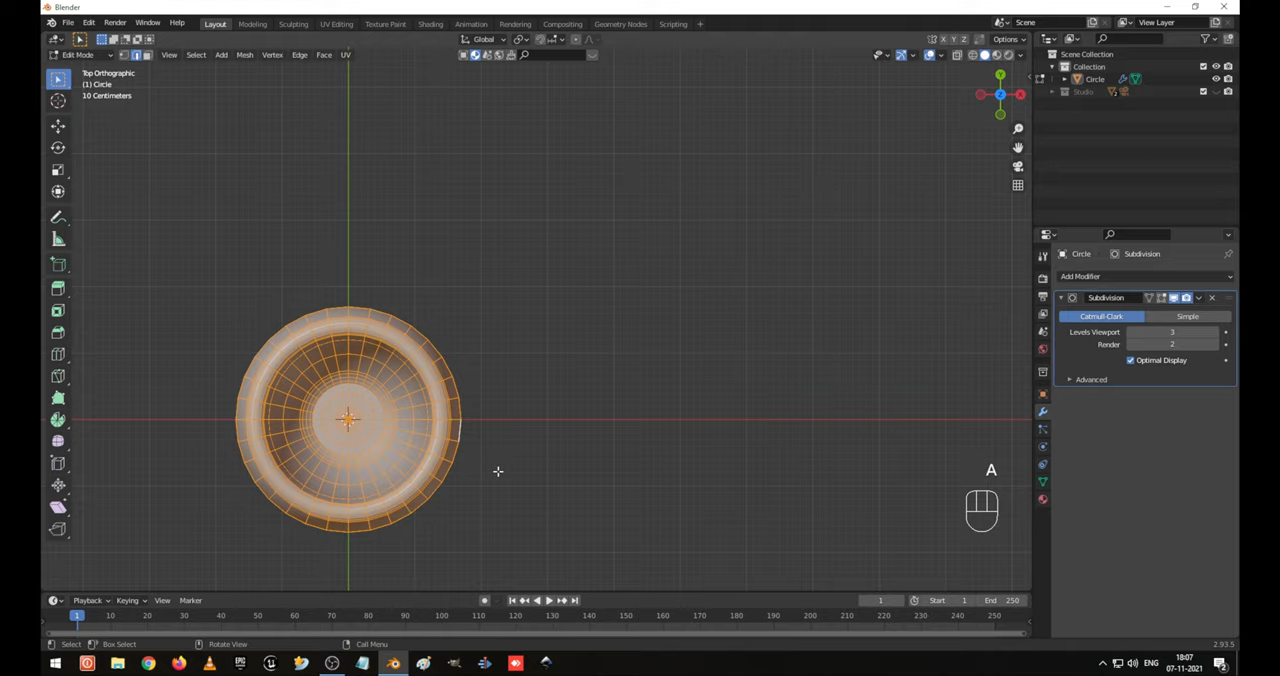 Blender
File Edit Render Window Help
Layout Modeling Sculpting UV Editing Texture Paint Shading Animation Rendering Compositing Geometry Nodes Scripting +
Scene
View Layer
Global
X Y Z
Options
Edit Mode
View Select Add Mesh Vertex Edge Face UV
Top Orthographic
(1) Circle
10 Centimeters
Y
X
Z
Scene Collection
Collection
Circle
Studio
Circle
Subdivision
Add Modifier
Subdivision
Catmull-Clark
Simple
Levels Viewport
3
Render
2
Optimal Display
Advanced
A
Playback
Keying
View
Marker
1
Start 1
End 250
1 10 20 30 40 50 60 70 80 90 100 110 120 130 140 150 160 170 180 190 200 210 220 230 240 250
Select
Box Select
Rotate View
Call Menu
2.93.5
ENG
18:07
07-11-2021